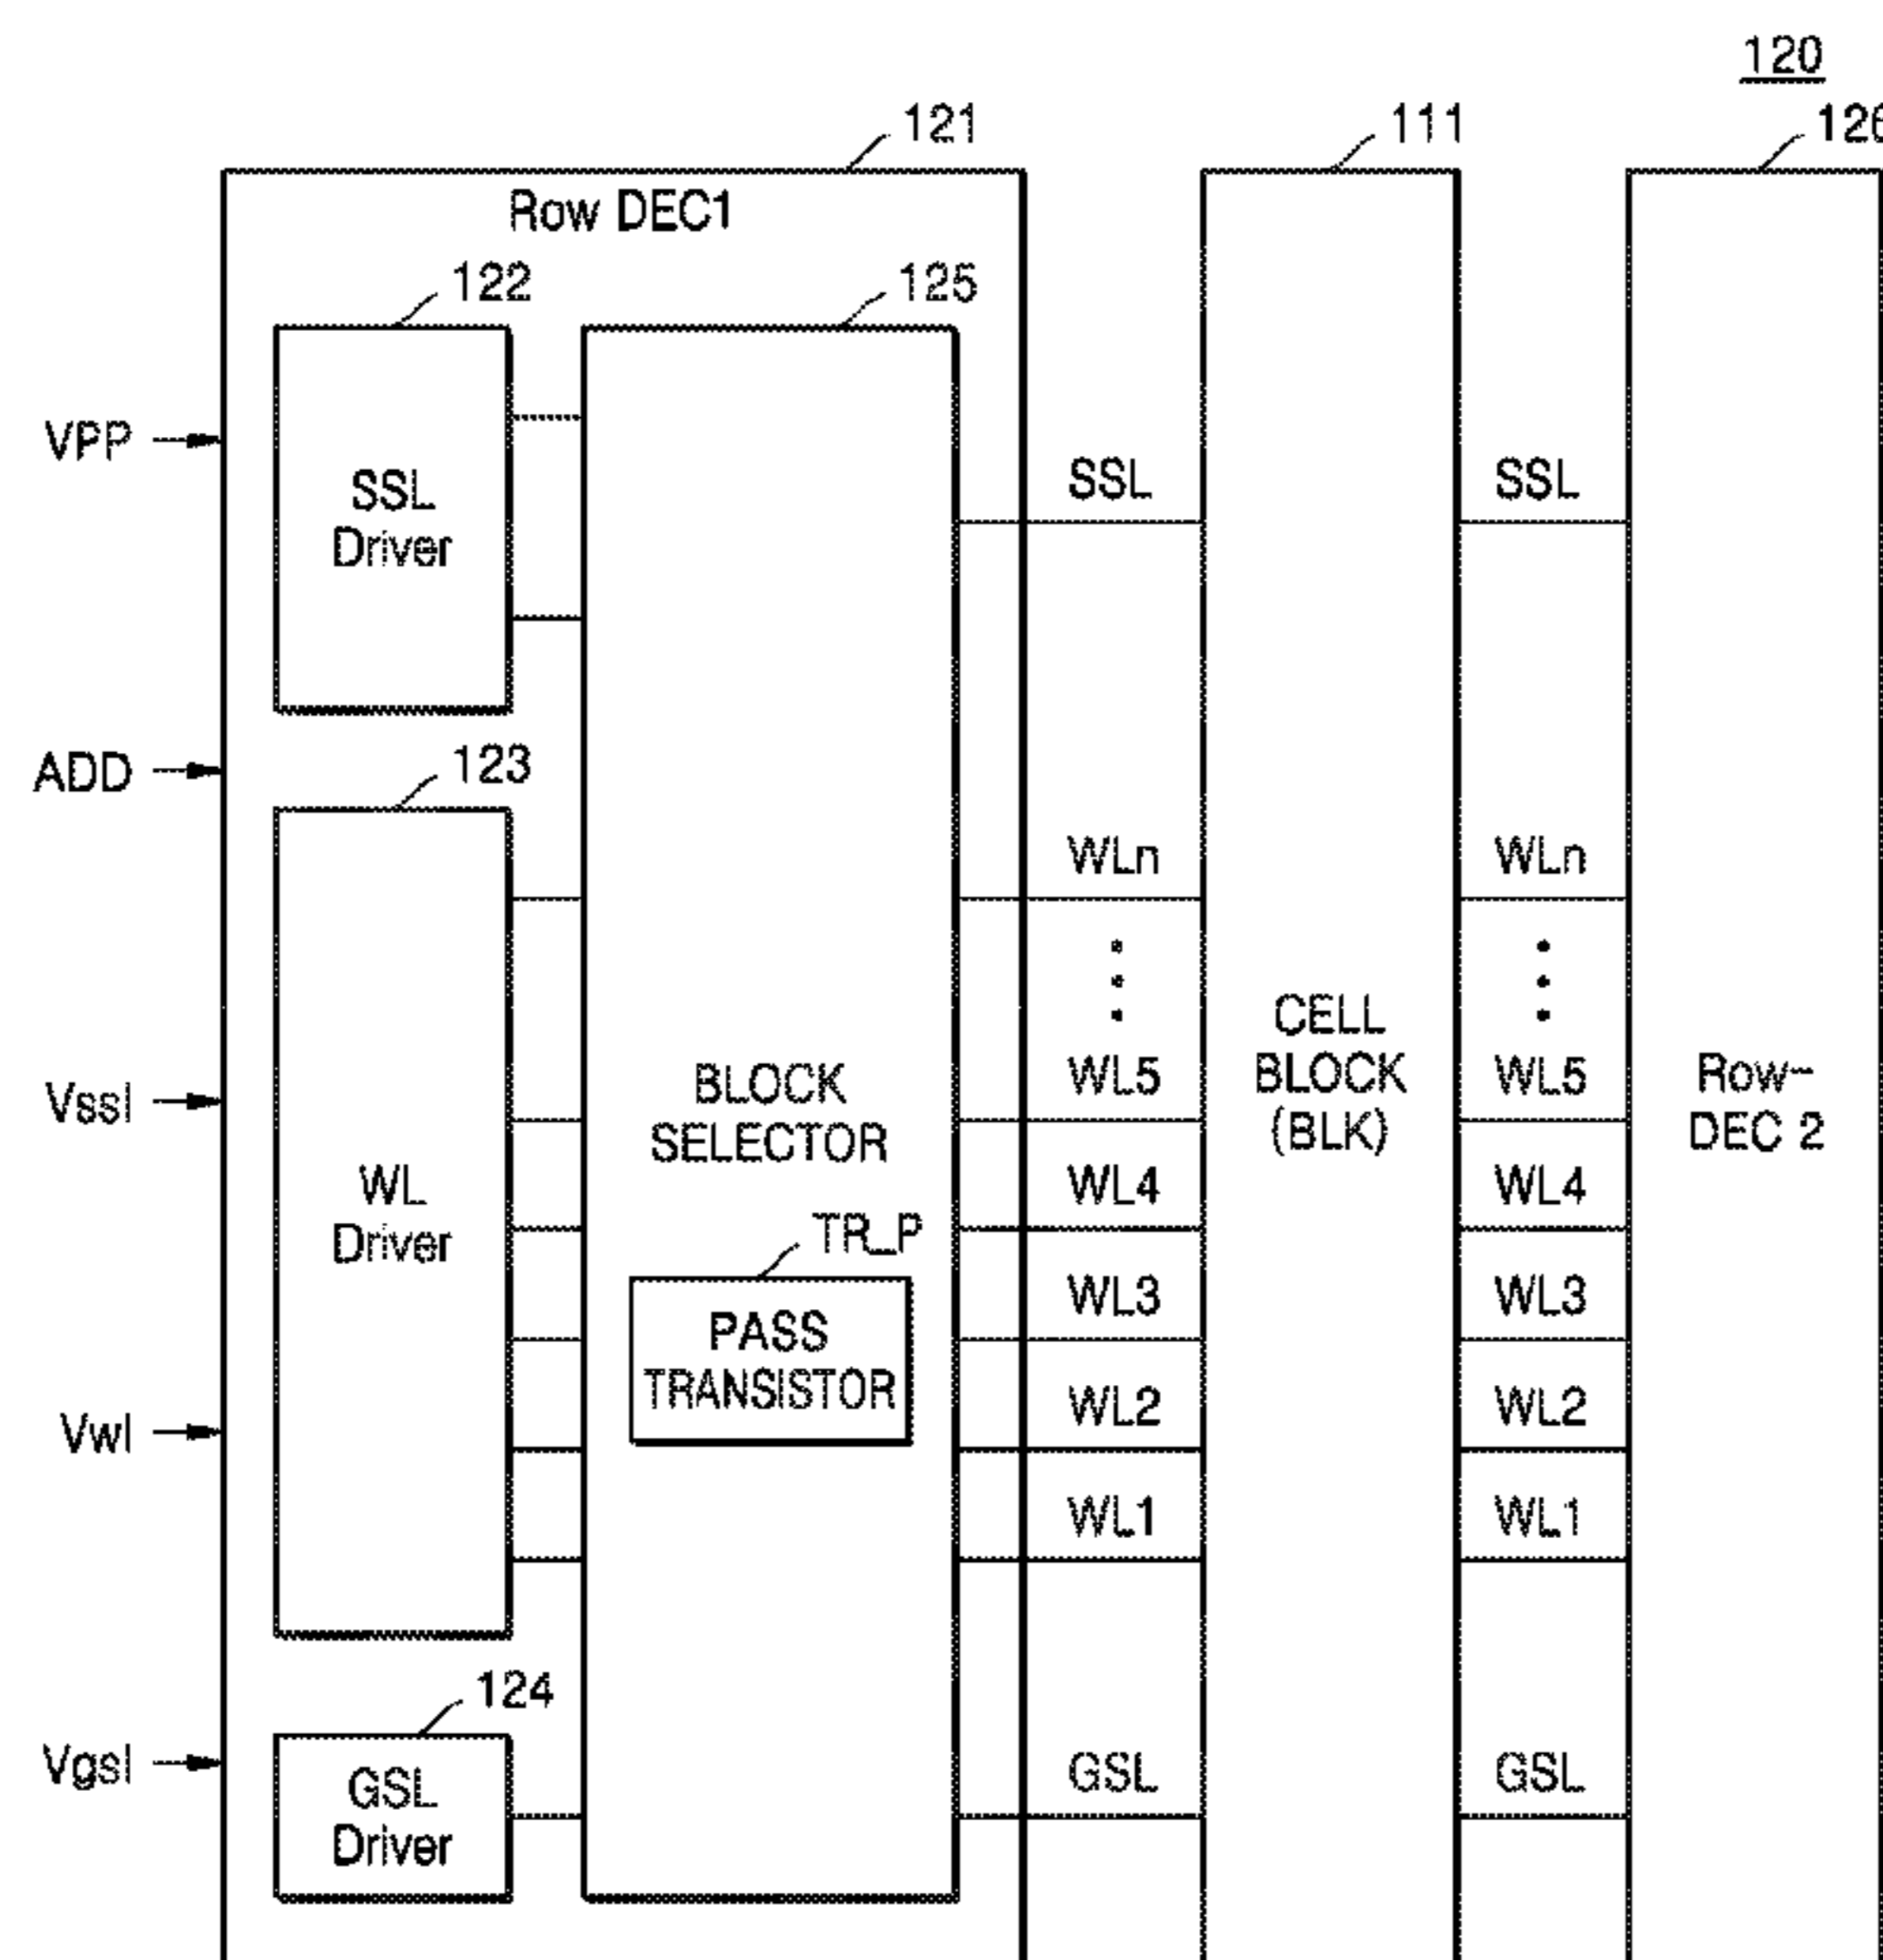 120
121
111
126
Row DEC1
122
125
VPP
SSL
Driver
SSL
SSL
ADD
123
WLn
WLn
CELL
BLOCK
(BLK)
Vssl
BLOCK
SELECTOR
WL5
WL5
Row-
DEC 2
WL
Driver
WL4
WL4
TR_P
PASS
TRANSISTOR
WL3
WL3
Vwl
WL2
WL2
WL1
WL1
124
Vgsl
GSL
Driver
GSL
GSL